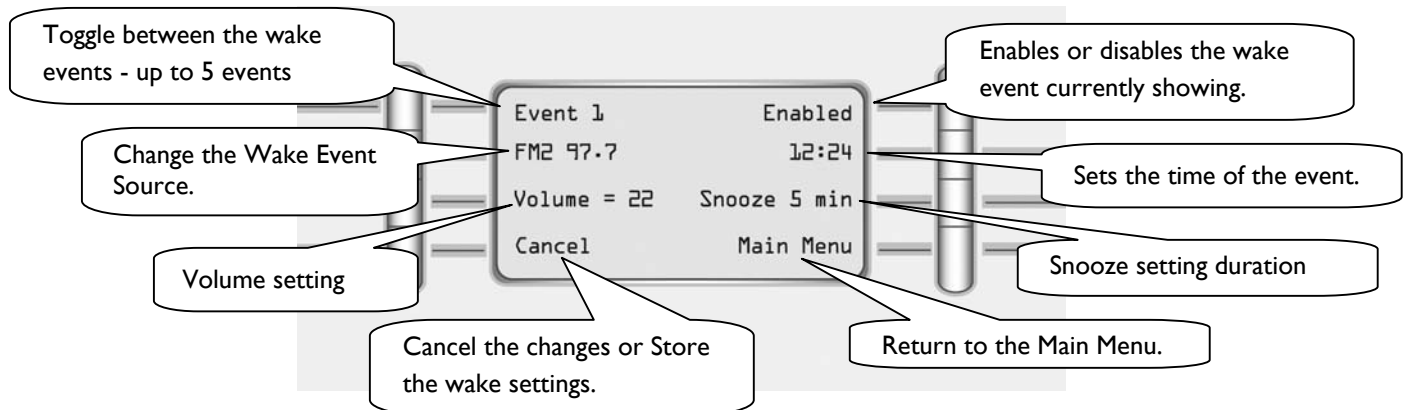 Toggle between the wake
events - up to 5 events
Enables or disables the wake
event currently showing.
Event 1
Enabled
Change the Wake Event
Source.
FM2 97.7
12:24
Sets the time of the event.
Volume = 22
Snooze 5 min
Volume setting
Cancel
Main Menu
Snooze setting duration
Cancel the changes or Store
the wake settings.
Return to the Main Menu.